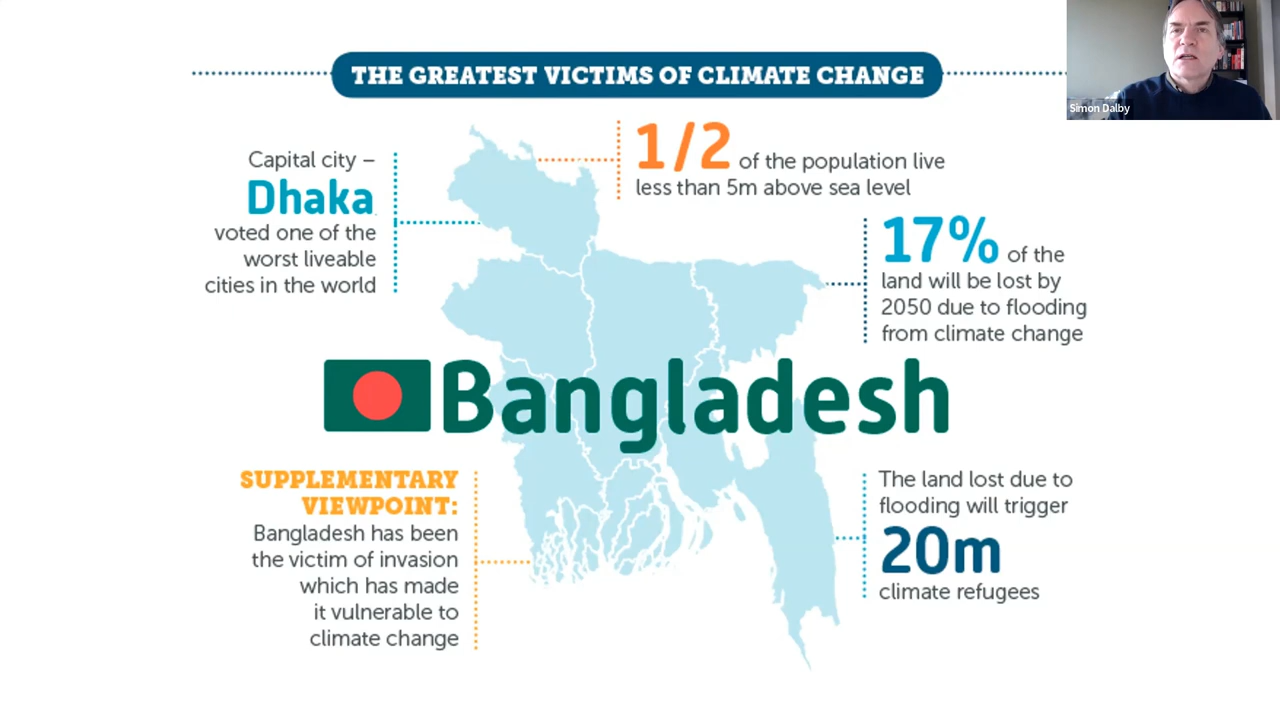 THE GREATEST VICTIMS OF CLIMATE CHANGE
Simon Dalby
Capital city –
Dhaka
voted one of the
worst liveable
cities in the world
1/2 of the population live
less than 5m above sea level
17% of the
land will be lost by
2050 due to flooding
from climate change
Bangladesh
SUPPLEMENTARY
VIEWPOINT:
Bangladesh has been
the victim of invasion
which has made
it vulnerable to
climate change
The land lost due to
flooding will trigger
20m
climate refugees